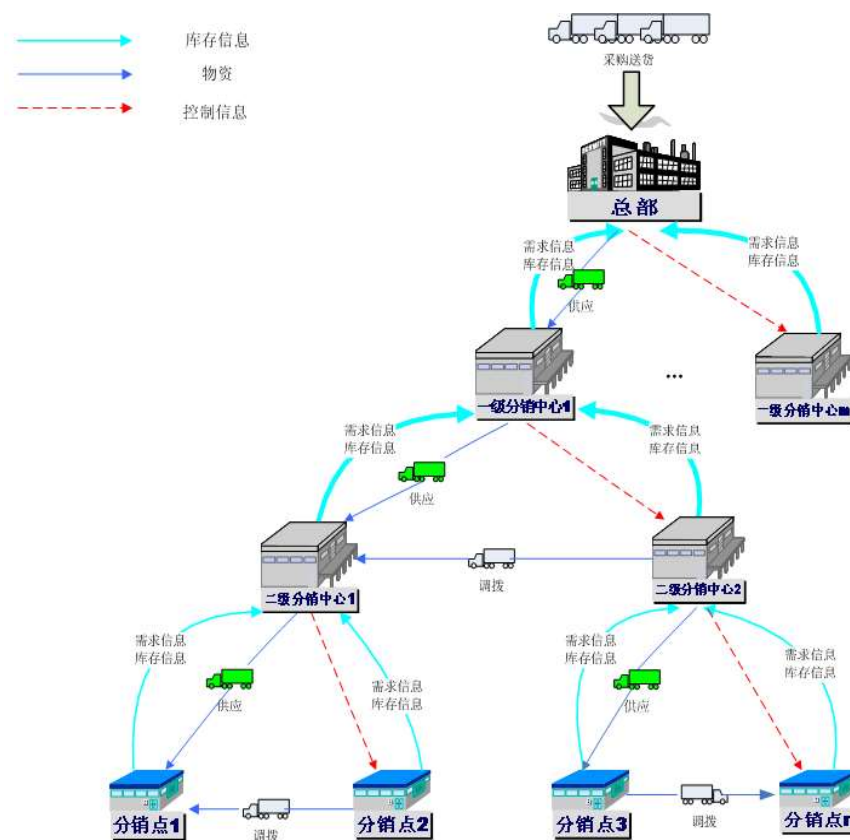 库存信息
物资
控制信息
采购送货
总部
需求信息
库存信息
需求信息
库存信息
供应
一级分销中心1
...
一级分销中心m
需求信息
库存信息
需求信息
库存信息
供应
二级分销中心1
调拨
二级分销中心2
需求信息
库存信息
需求信息
库存信息
供应
需求信息
库存信息
需求信息
库存信息
供应
分销点1
调拨
分销点2
分销点3
调拨
分销点n